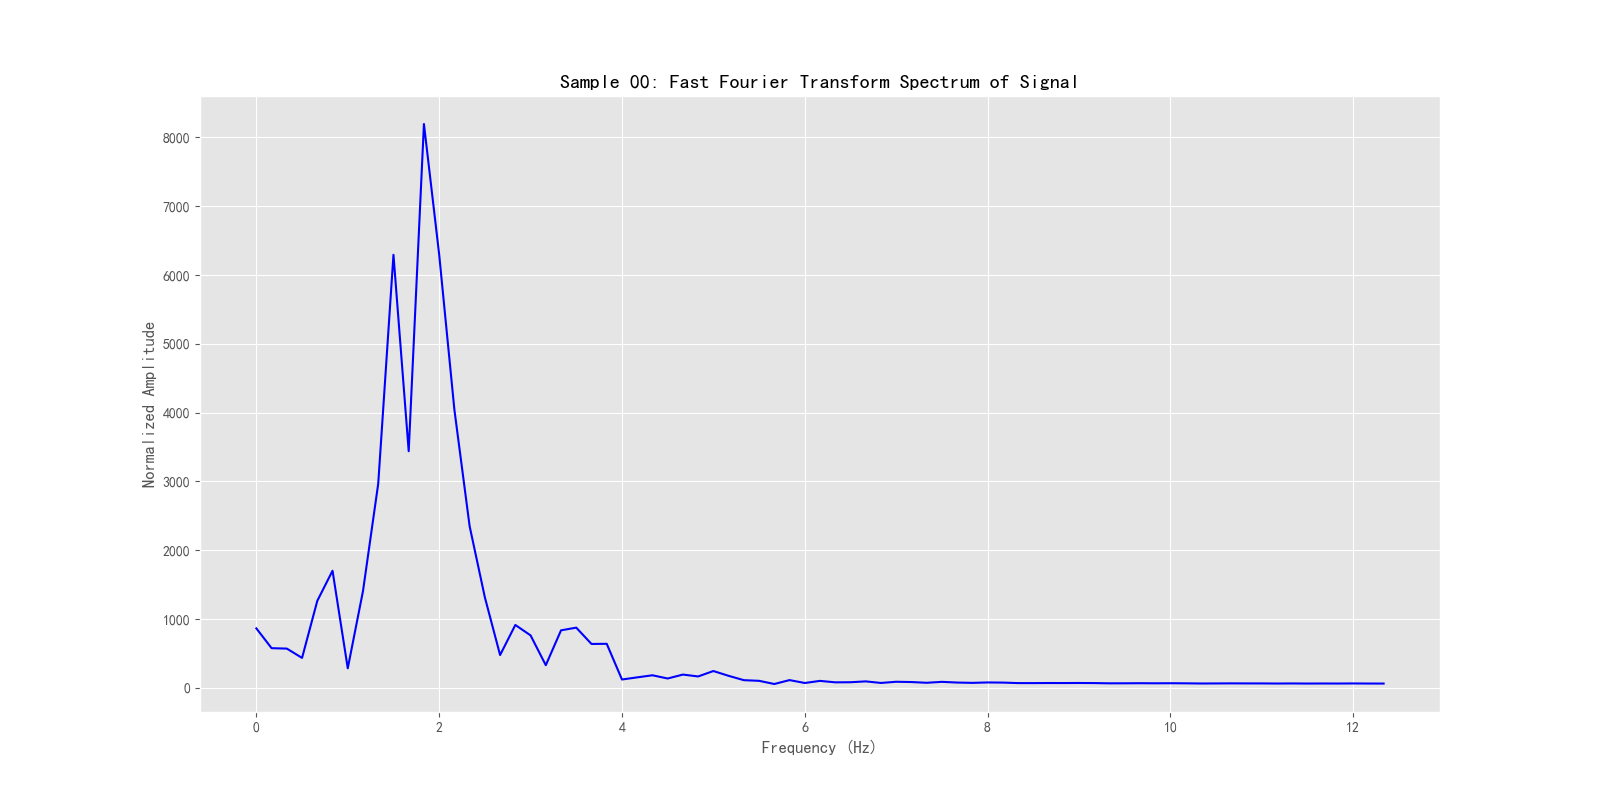 Sample 00: Fast Fourier Transform Spectrum of Signal
8000
7000
6000
5000
4000
3000
2000
1000
0
Normalized Amplitude
0 2 4 6 8 10 12
Frequency (Hz)